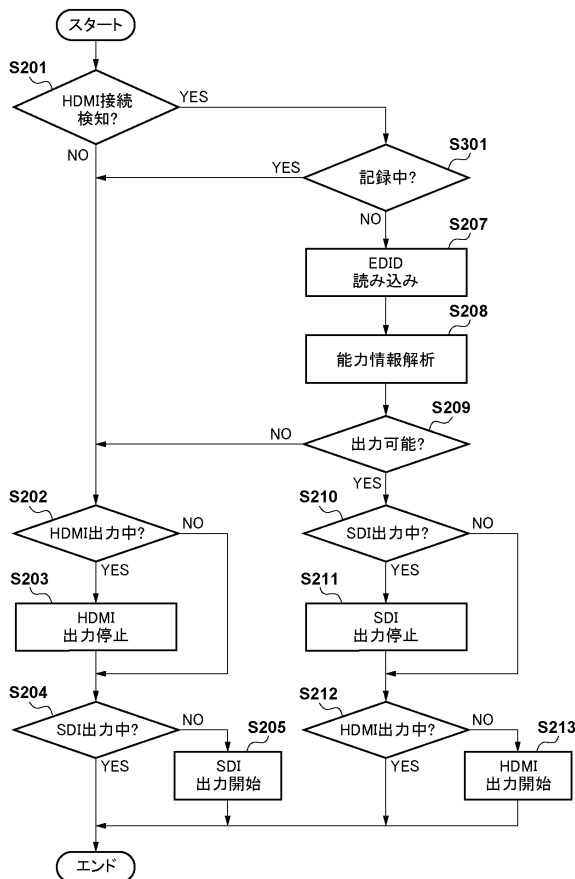 スタート
S201
HDMI接続
検知?
YES
NO
S301
記録中?
YES
NO
S207
EDID
読み込み
S208
能力情報解析
S209
出力可能?
NO
YES
S202
HDMI出力中?
NO
YES
S210
SDI出力中?
NO
YES
S203
HDMI
出力停止
S211
SDI
出力停止
S204
SDI出力中?
NO
YES
S205
SDI
出力開始
S212
HDMI出力中?
NO
YES
S213
HDMI
出力開始
エンド